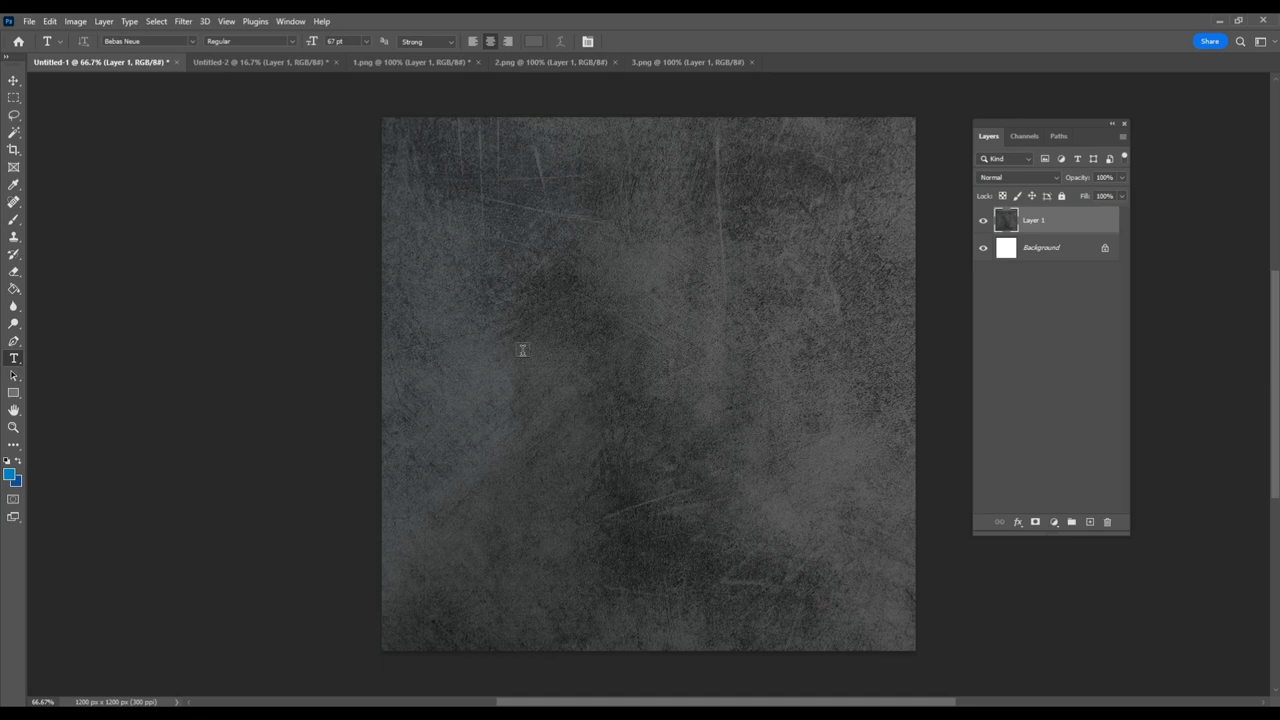 Ps File Edit Image Layer Type Select Filter 3D View Plugins Window Help
T T Bebas Neue Regular TT 67 pt aa Strong Share
Untitled-1 @ 66.7% (Layer 1, RGB/8#) * × Untitled-2 @ 16.7% (Layer 1, RGB/8#) * × 1.png @ 100% (Layer 1, RGB/8#) * × 2.png @ 100% (Layer 1, RGB/8#) × 3.png @ 100% (Layer 1, RGB/8#) ×
Layers Channels Paths
Kind T
Normal Opacity: 100%
Lock: Fill: 100%
Layer 1
Background
T
fx
66.67% 1200 px x 1200 px (300 ppi)